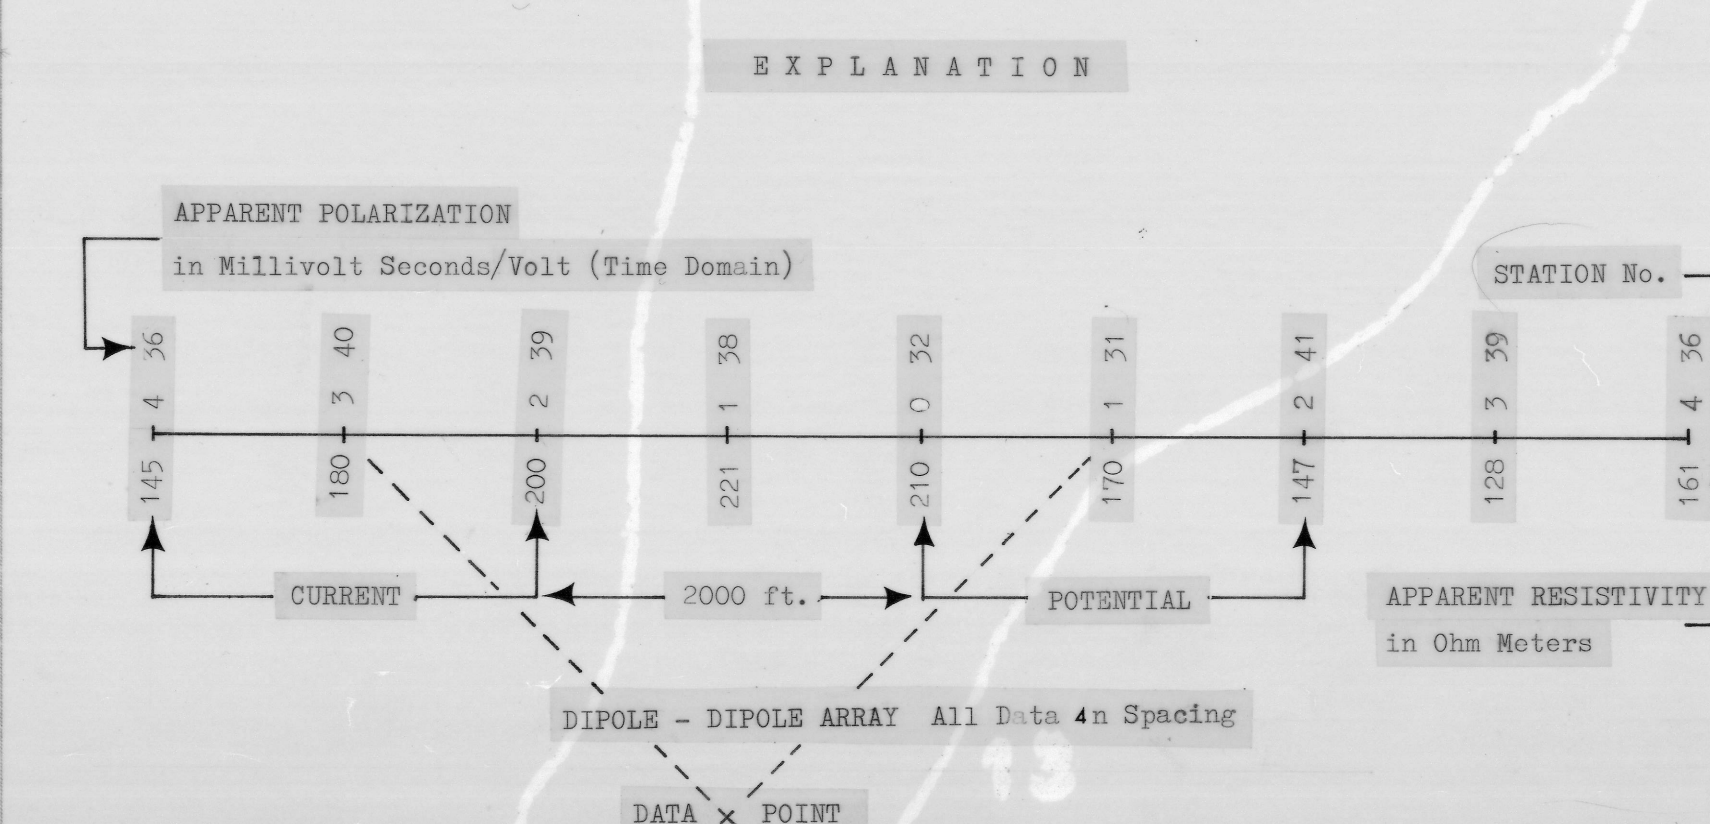 E X P L A N A T I O N
APPARENT POLARIZATION
in Millivolt Seconds/Volt (Time Domain)
STATION No.
36 40 39 38 32 31 41 39 36
4 3 2 1 0 1 2 3 4
145 180 200 221 210 170 147 128 161
CURRENT 2000 ft. POTENTIAL APPARENT RESISTIVITY
in Ohm Meters
DIPOLE - DIPOLE ARRAY All Data 4n Spacing
13
DATA × POINT